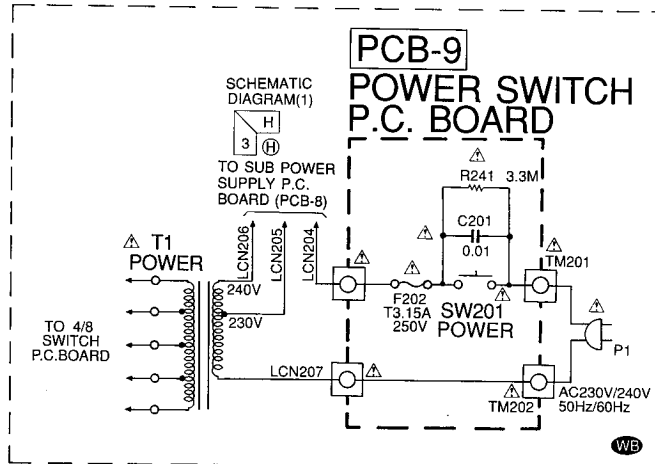 PCB-9
POWER SWITCH
P.C. BOARD
SCHEMATIC
DIAGRAM(1)
H
3 H
TO SUB POWER
SUPPLY P.C.
BOARD (PCB-8)
R241 3.3M
C201
0.01
TM201
T1
POWER
LCN206
LCN205
LCN204
240V
230V
F202
T3.15A
250V
SW201
POWER
P1
TO 4/8
SWITCH
P.C.BOARD
LCN207
TM202
AC230V/240V
50Hz/60Hz
WB